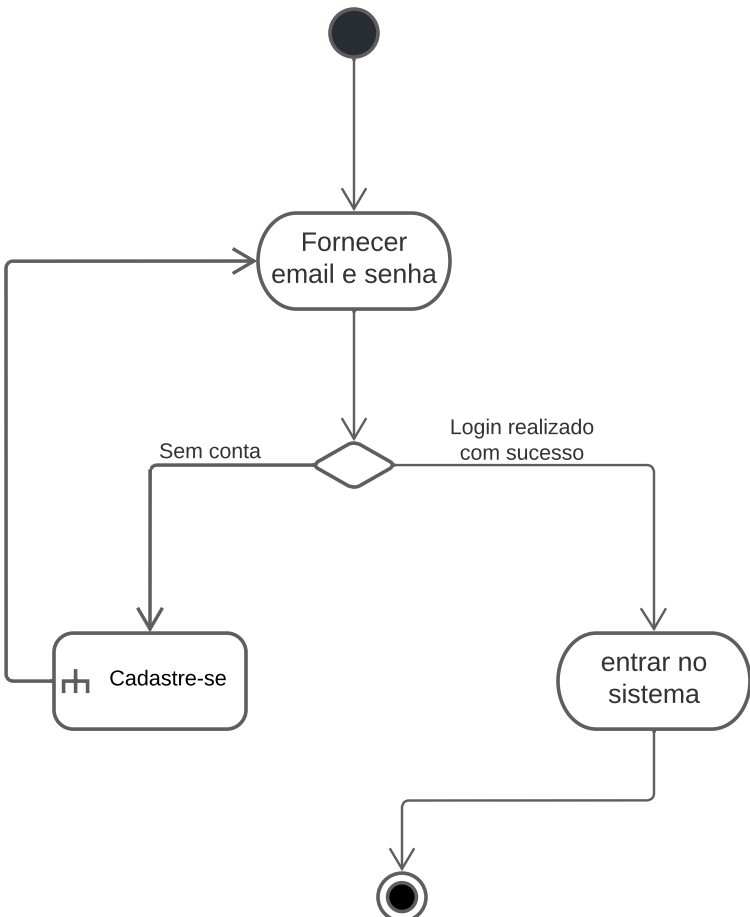 Fornecer
email e senha
Sem conta
Login realizado
com sucesso
Cadastre-se
entrar no
sistema